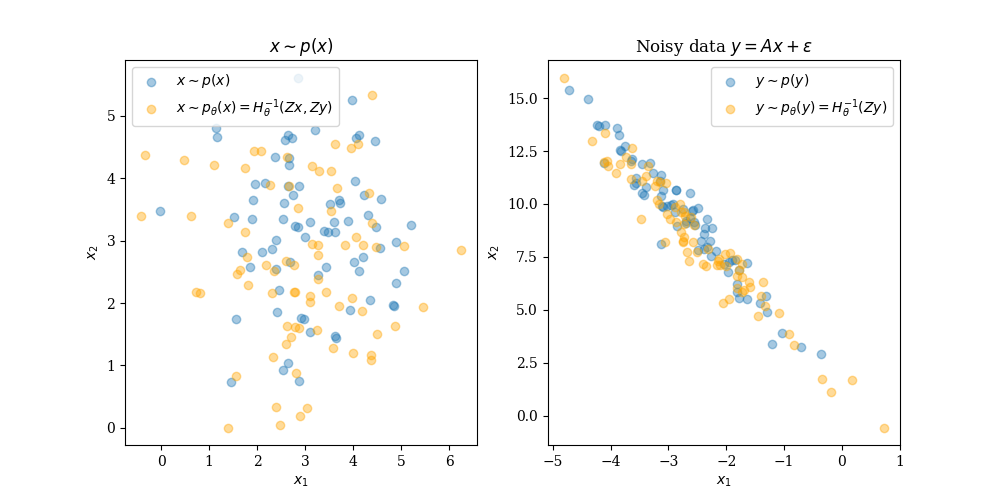 x ~ p(x)
x ~ p(x)
x ~ p_θ(x) = H_θ^{-1}(Zx, Zy)
5
4
3
2
1
0
x_2
0
1
2
3
4
5
6
x_1
Noisy data y = Ax + ε
y ~ p(y)
y ~ p_θ(y) = H_θ^{-1}(Zy)
15.0
12.5
10.0
7.5
5.0
2.5
0.0
x_2
−5
−4
−3
−2
−1
0
1
x_1